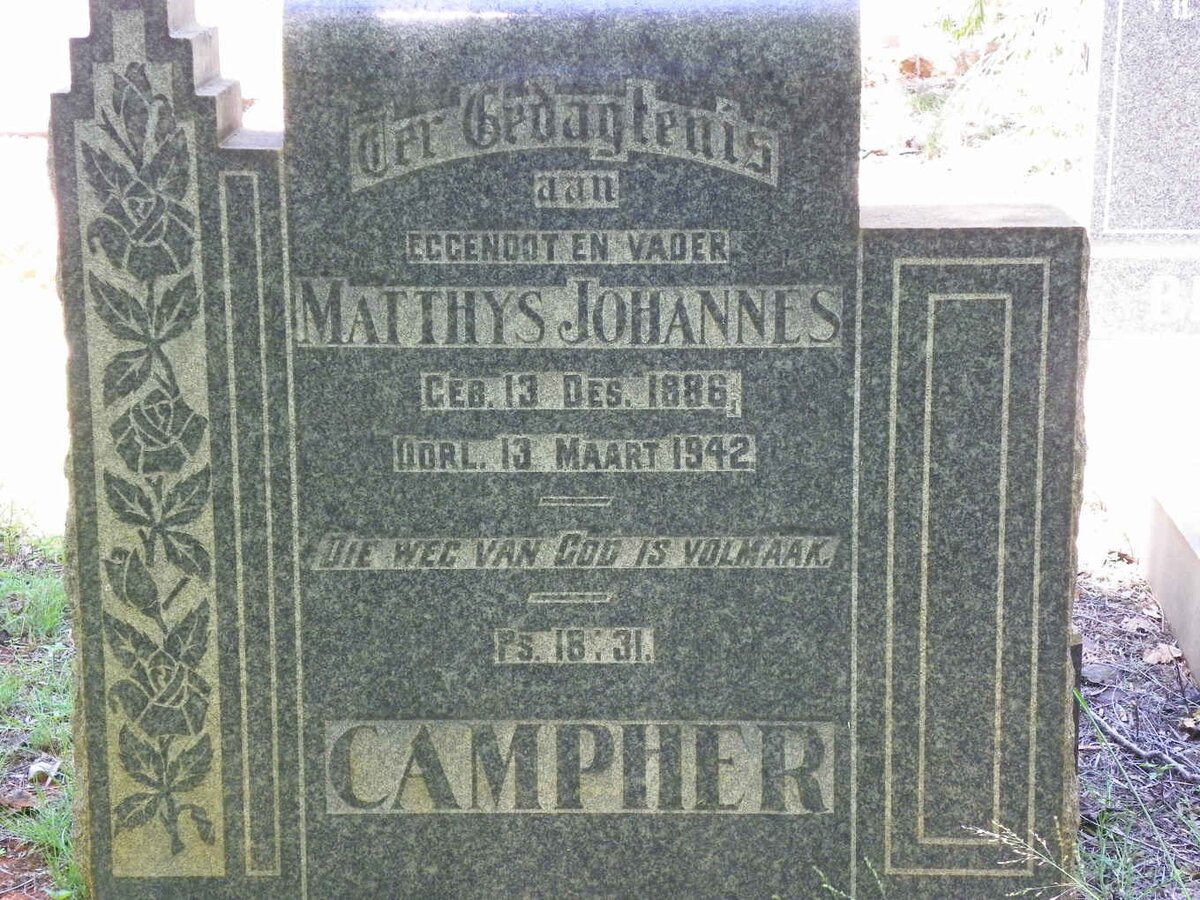 Ter Gedagtenis
aan
EGGENOOT EN VADER
MATTHYS JOHANNES
GEB. 13 DES. 1886,
OORL. 13 MAART 1942
DIE WEG VAN GOD IS VOLMAAK.
Ps. 18:31.
CAMPHER